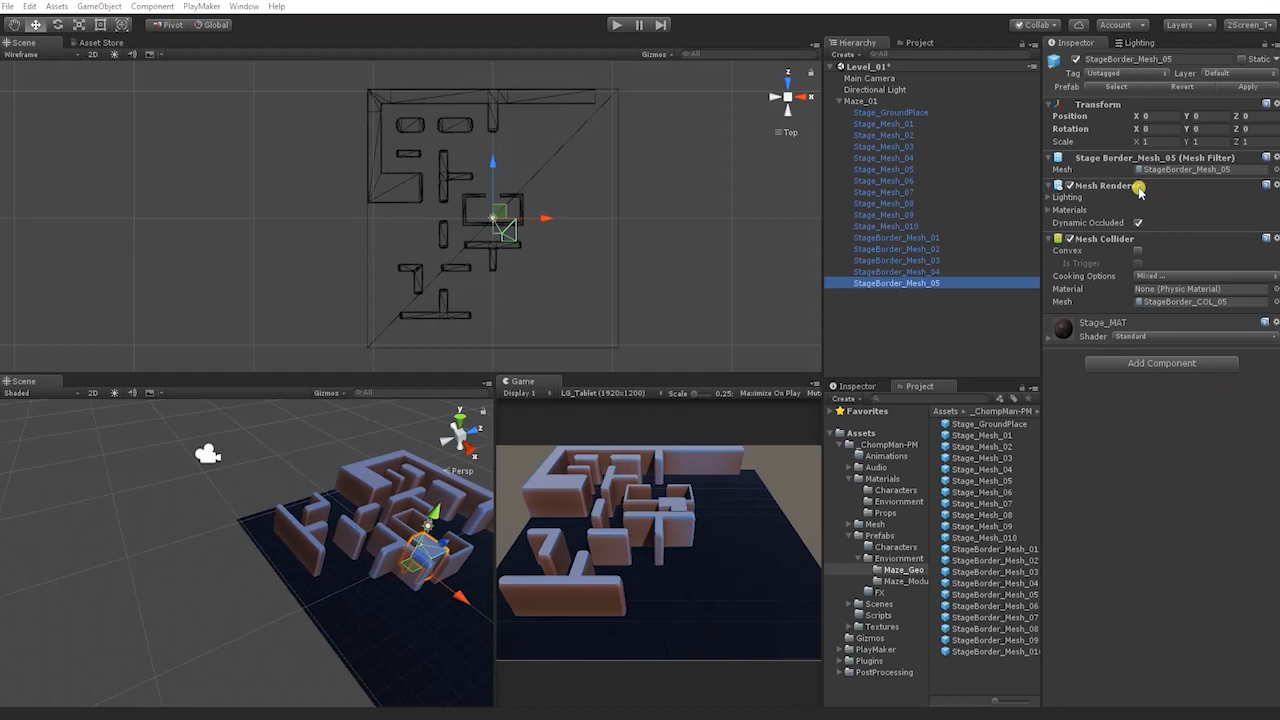 File Edit Assets GameObject Component PlayMaker Window Help
Pivot Global Collab Account Layers 2Screen_T
Scene Asset Store
Wireframe 2D Gizmos All
z x
Top
Scene
Shaded 2D Gizmos All
y z x
Persp
Game
Display 1 LG_Tablet (1920x1200) Scale 0.25: Maximize On Play Mut
Hierarchy Project
Create All
Level_01*
Main Camera
Directional Light
Maze_01
Stage_GroundPlace
Stage_Mesh_01
Stage_Mesh_02
Stage_Mesh_03
Stage_Mesh_04
Stage_Mesh_05
Stage_Mesh_06
Stage_Mesh_07
Stage_Mesh_08
Stage_Mesh_09
Stage_Mesh_010
StageBorder_Mesh_01
StageBorder_Mesh_02
StageBorder_Mesh_03
StageBorder_Mesh_04
StageBorder_Mesh_05
Inspector Project
Create
Favorites
Assets
_ChompMan-PM
Animations
Audio
Materials
Characters
Enviornment
Props
Mesh
Prefabs
Characters
Enviornment
Maze_Geo
Maze_Modu
FX
Scenes
Scripts
Textures
Gizmos
PlayMaker
Plugins
PostProcessing
Assets _ChompMan-PM
Stage_GroundPlace
Stage_Mesh_01
Stage_Mesh_02
Stage_Mesh_03
Stage_Mesh_04
Stage_Mesh_05
Stage_Mesh_06
Stage_Mesh_07
Stage_Mesh_08
Stage_Mesh_09
Stage_Mesh_010
StageBorder_Mesh_01
StageBorder_Mesh_02
StageBorder_Mesh_03
StageBorder_Mesh_04
StageBorder_Mesh_05
StageBorder_Mesh_06
StageBorder_Mesh_07
StageBorder_Mesh_08
StageBorder_Mesh_09
StageBorder_Mesh_01
Inspector Lighting
StageBorder_Mesh_05 Static
Tag Untagged Layer Default
Prefab Select Revert Apply
Transform
Position X 0 Y 0 Z 0
Rotation X 0 Y 0 Z 0
Scale X 1 Y 1 Z 1
Stage Border_Mesh_05 (Mesh Filter)
Mesh StageBorder_Mesh_05
Mesh Rendere
Lighting
Materials
Dynamic Occluded
Mesh Collider
Convex
Is Trigger
Cooking Options Mixed ...
Material None (Physic Material)
Mesh StageBorder_COL_05
Stage_MAT
Shader Standard
Add Component